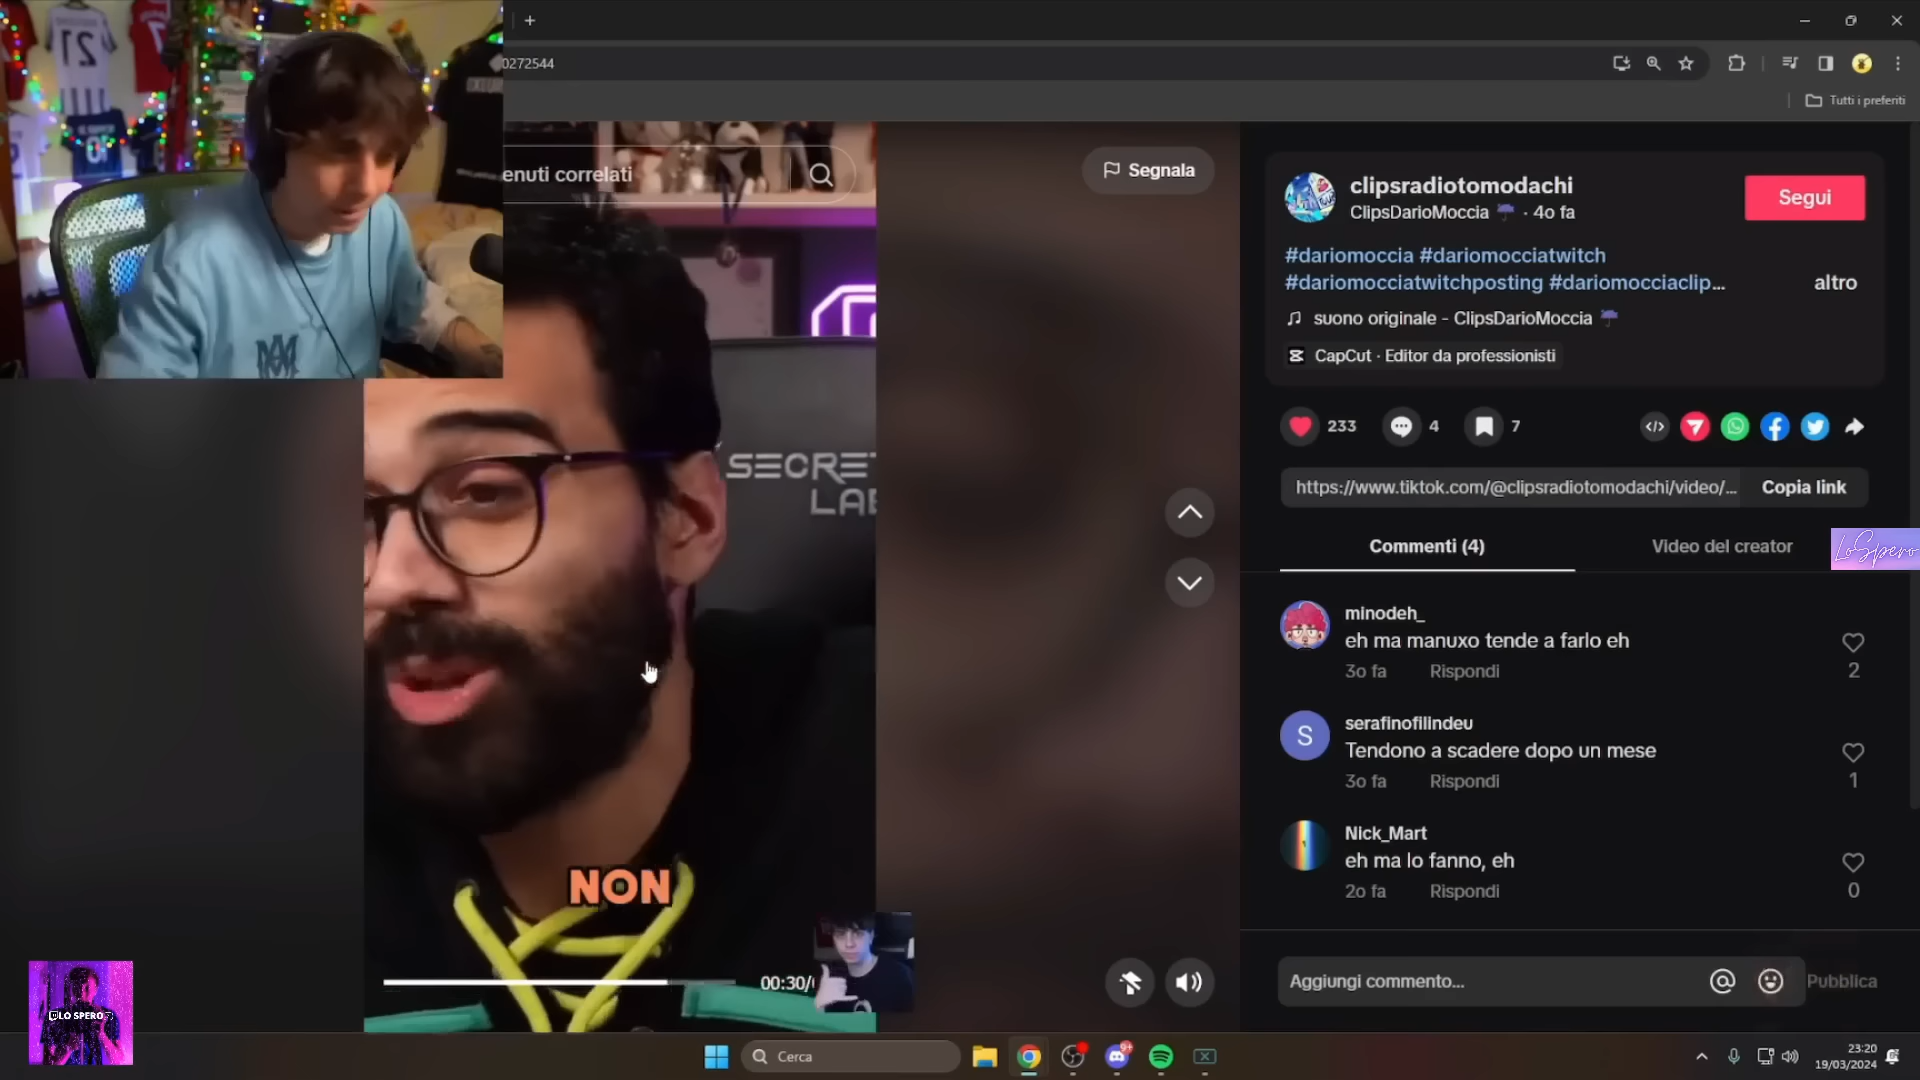 0272544
Tutti i preferiti
21
10
enuti correlati
Segnala
SECRET
LAB
NON
00:30/
LO SPERO
clipsradiotomodachi
ClipsDarioMoccia · 4o fa
Segui
#dariomoccia #dariomocciatwitch
#dariomocciatwitchposting #dariomocciaclip...
altro
suono originale - ClipsDarioMoccia
CapCut · Editor da professionisti
233
4
7
https://www.tiktok.com/@clipsradiotomodachi/video/...
Copia link
Commenti (4)
Video del creator
LoSpero
minodeh_
eh ma manuxo tende a farlo eh
3o fa
Rispondi
2
S
serafinofilindeu
Tendono a scadere dopo un mese
3o fa
Rispondi
1
Nick_Mart
eh ma lo fanno, eh
2o fa
Rispondi
0
Aggiungi commento...
Pubblica
Cerca
9+
23:20
19/03/2024